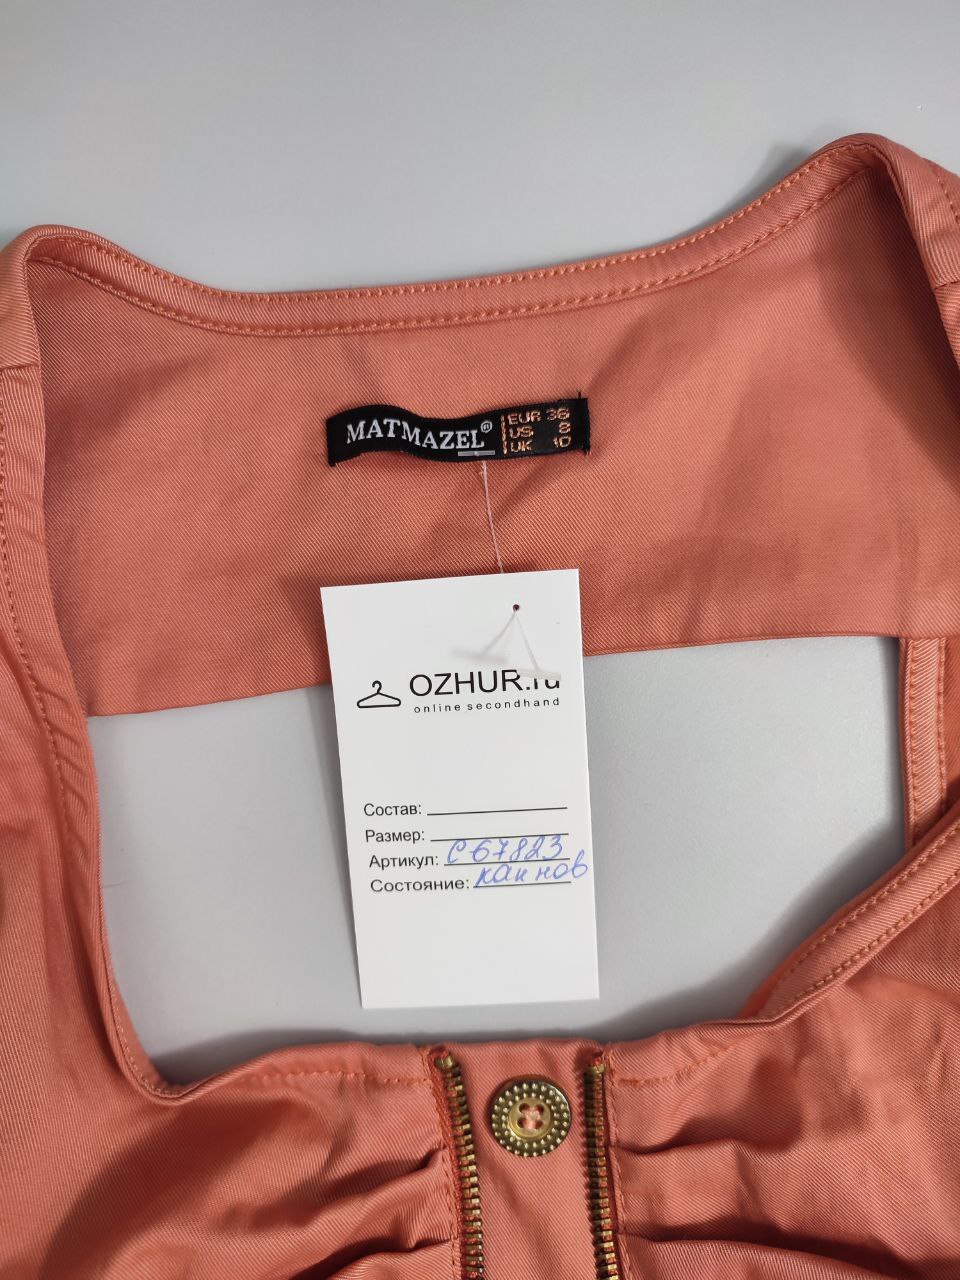 MATMAZEL®
EUR 36
US 8
UK 10
OZHUR.ru
online secondhand
Состав:
Размер:
Артикул: С67823
Состояние: как нов